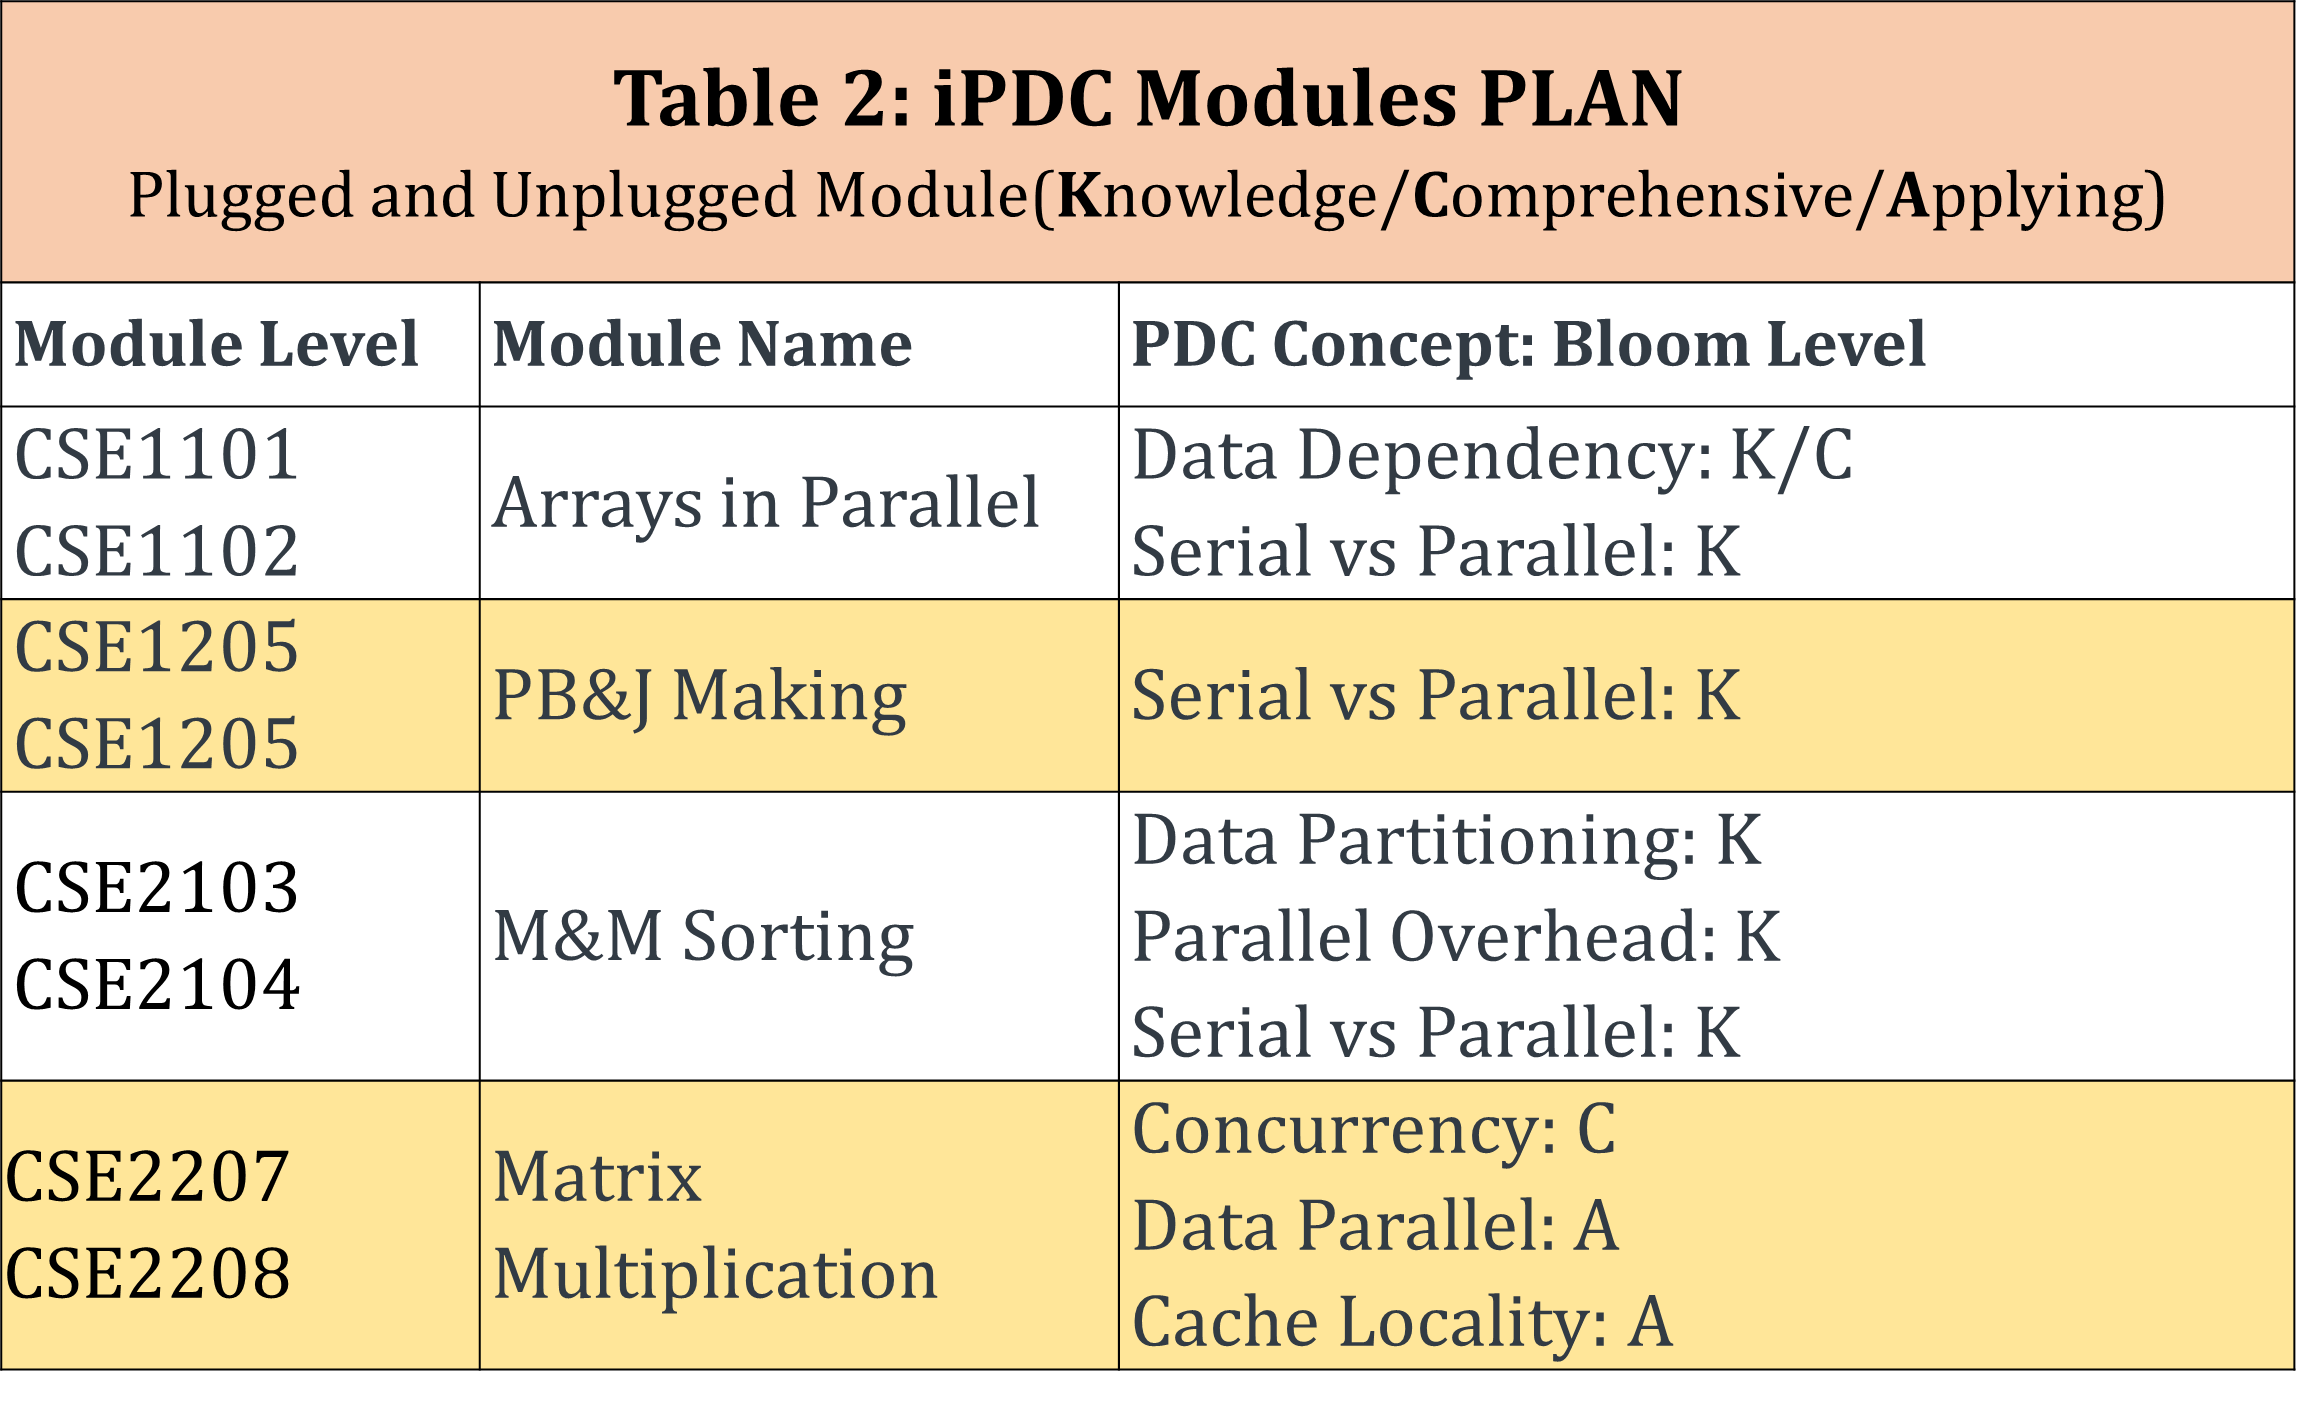 Table 2: iPDC Modules PLAN
Plugged and Unplugged Module(Knowledge/Comprehensive/Applying)
Module Level
Module Name
PDC Concept: Bloom Level
CSE1101
CSE1102
Arrays in Parallel
Data Dependency: K/C
Serial vs Parallel: K
CSE1205
CSE1205
PB&J Making
Serial vs Parallel: K
CSE2103
CSE2104
M&M Sorting
Data Partitioning: K
Parallel Overhead: K
Serial vs Parallel: K
CSE2207
CSE2208
Matrix
Multiplication
Concurrency: C
Data Parallel: A
Cache Locality: A